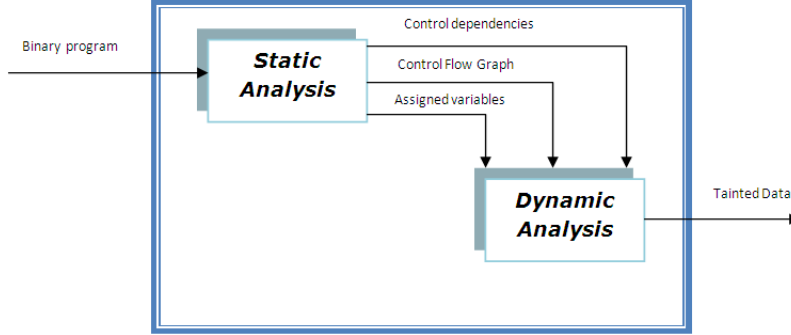 Control dependencies
Binary program
Static
Analysis
Control Flow Graph
Assigned variables
Dynamic
Analysis
Tainted Data